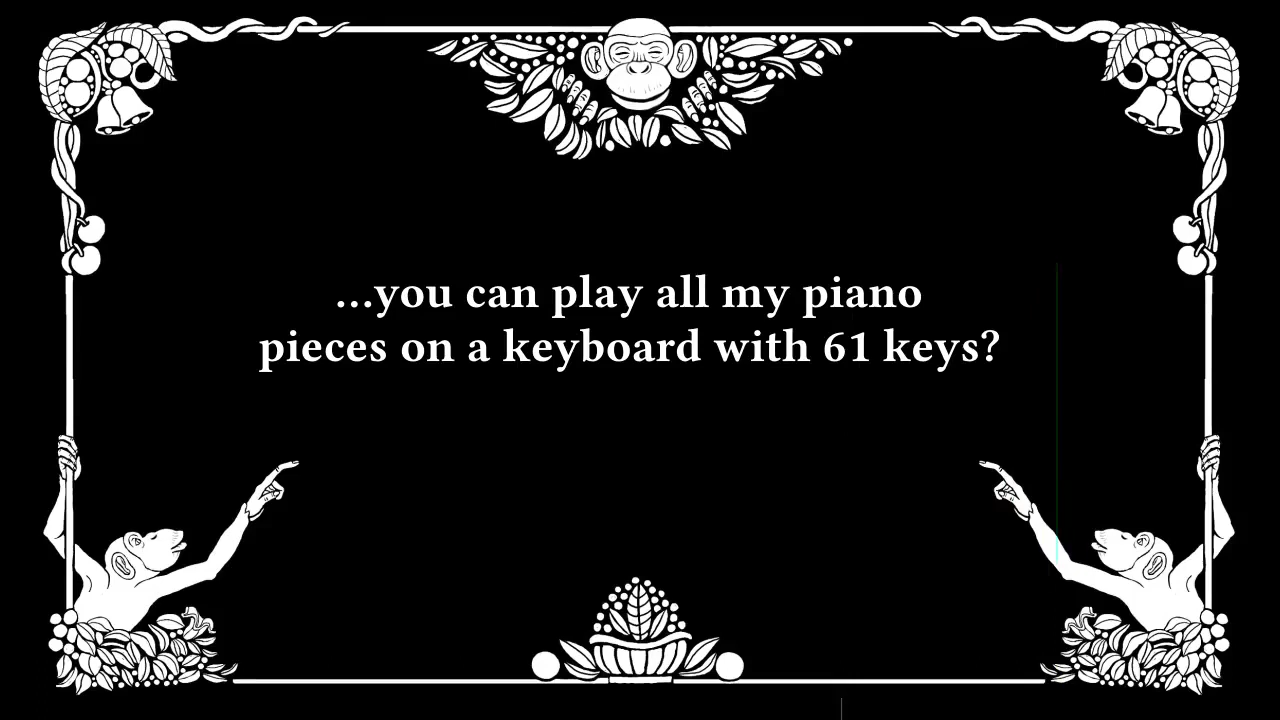 ...you can play all my piano
pieces on a keyboard with 61 keys?